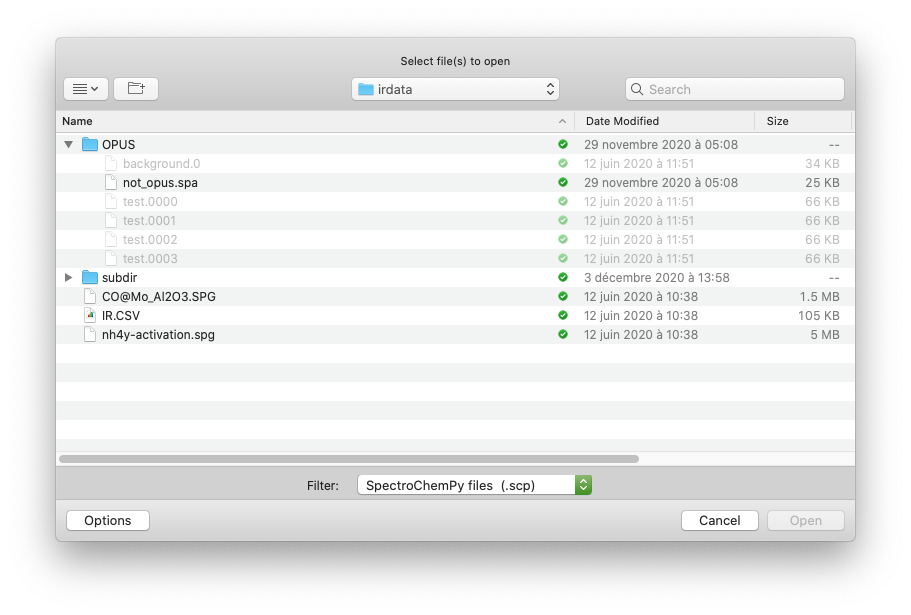 Select file(s) to open
irdata
Search
Name Date Modified Size
OPUS 29 novembre 2020 à 05:08 --
background.0 12 juin 2020 à 11:51 34 KB
not_opus.spa 29 novembre 2020 à 05:08 25 KB
test.0000 12 juin 2020 à 11:51 66 KB
test.0001 12 juin 2020 à 11:51 66 KB
test.0002 12 juin 2020 à 11:51 66 KB
test.0003 12 juin 2020 à 11:51 66 KB
subdir 3 décembre 2020 à 13:58 --
CO@Mo_Al2O3.SPG 12 juin 2020 à 10:38 1.5 MB
IR.CSV 12 juin 2020 à 10:38 105 KB
nh4y-activation.spg 12 juin 2020 à 10:38 5 MB
Filter: SpectroChemPy files (.scp)
Options Cancel Open